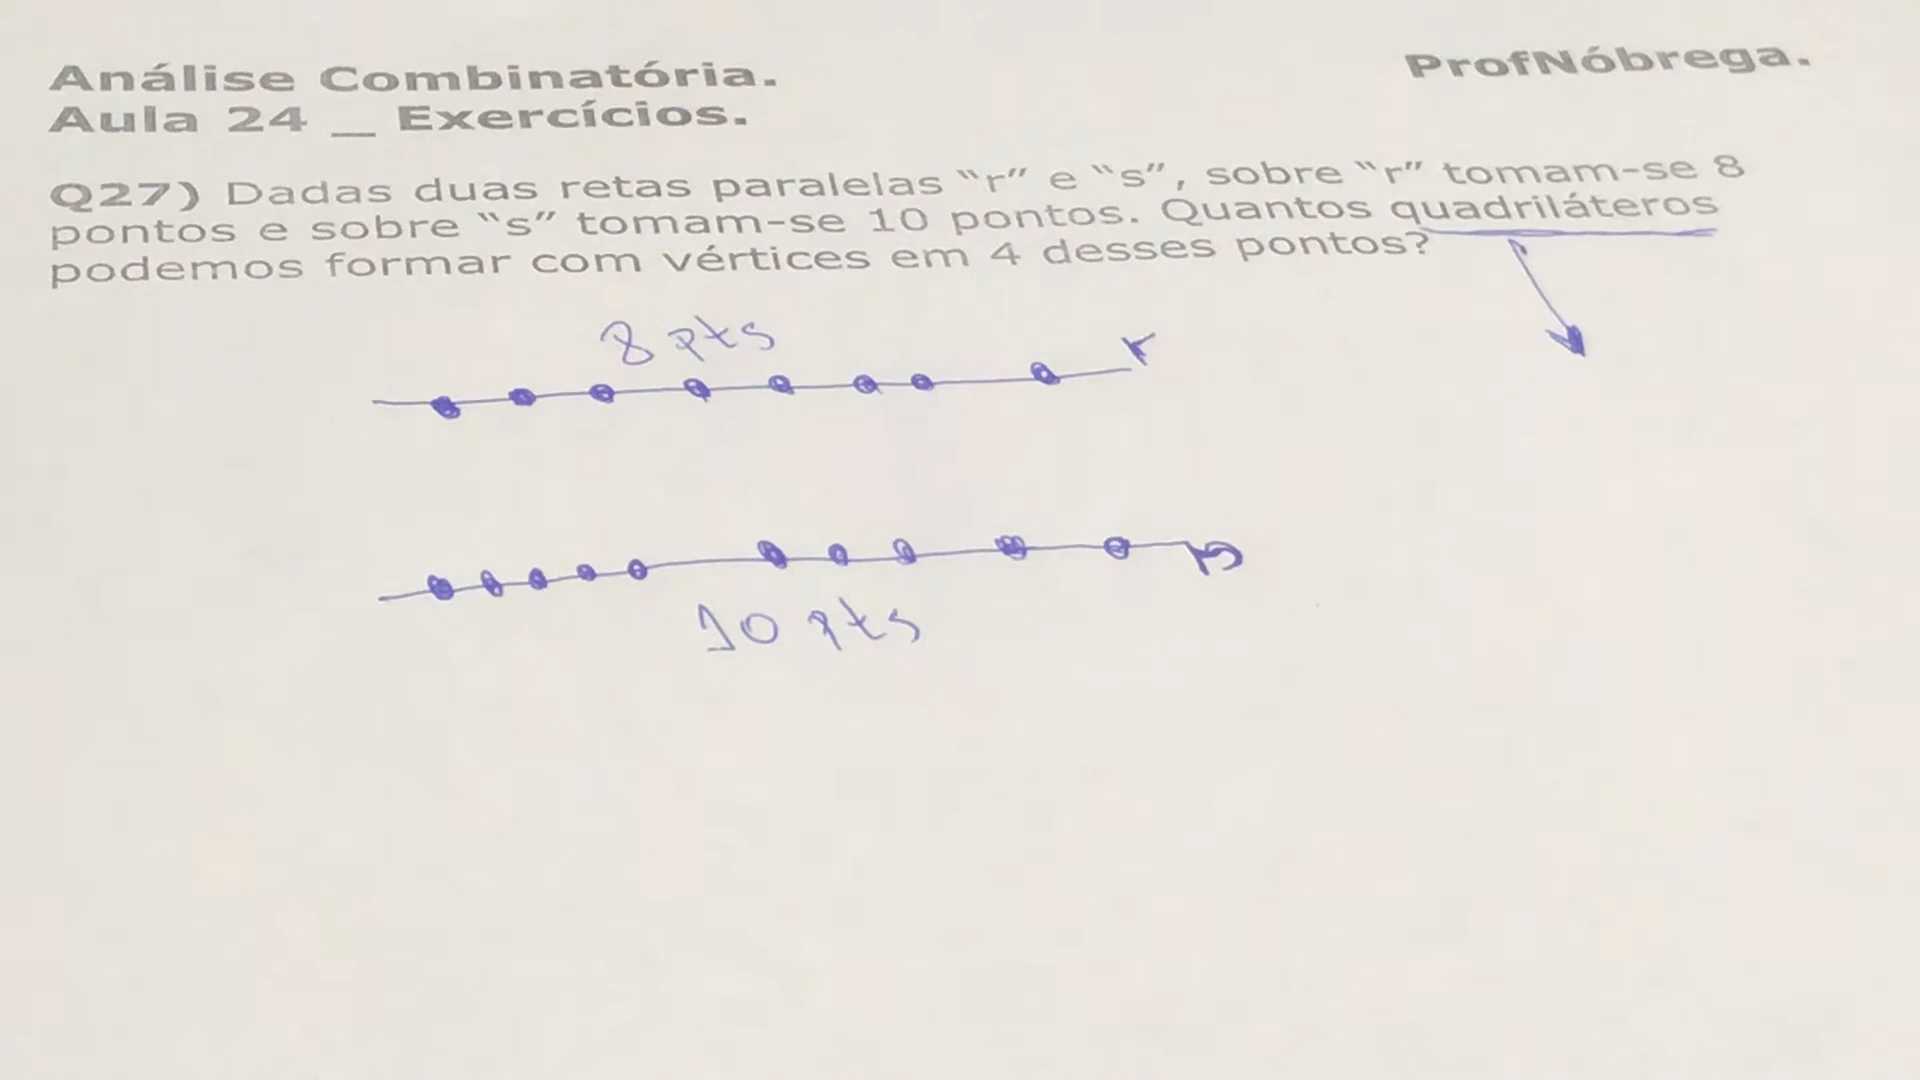 Análise Combinatória.
ProfNóbrega.
Aula 24 _ Exercícios.
Q27) Dadas duas retas paralelas “r” e “s”, sobre “r” tomam-se 8
pontos e sobre “s” tomam-se 10 pontos. Quantos quadriláteros
podemos formar com vértices em 4 desses pontos?
8 pts
r
s
10 pts